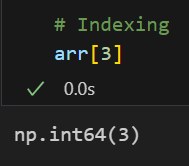 # Indexing
arr[3]
0.0s
np.int64(3)